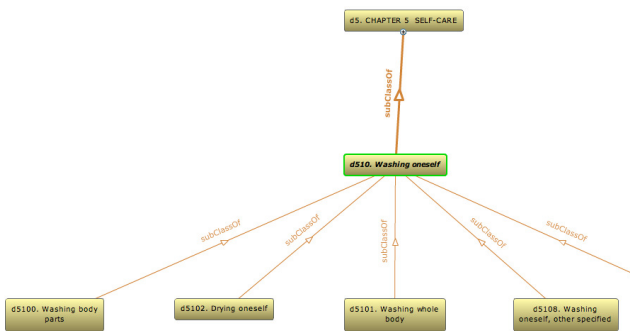 d5. CHAPTER 5 SELF-CARE
subClassOf
d510. Washing oneself
subClassOf
subClassOf
subClassOf
subClassOf
subClassOf
d5100. Washing body
parts
d5102. Drying oneself
d5101. Washing whole
body
d5108. Washing
oneself, other specified